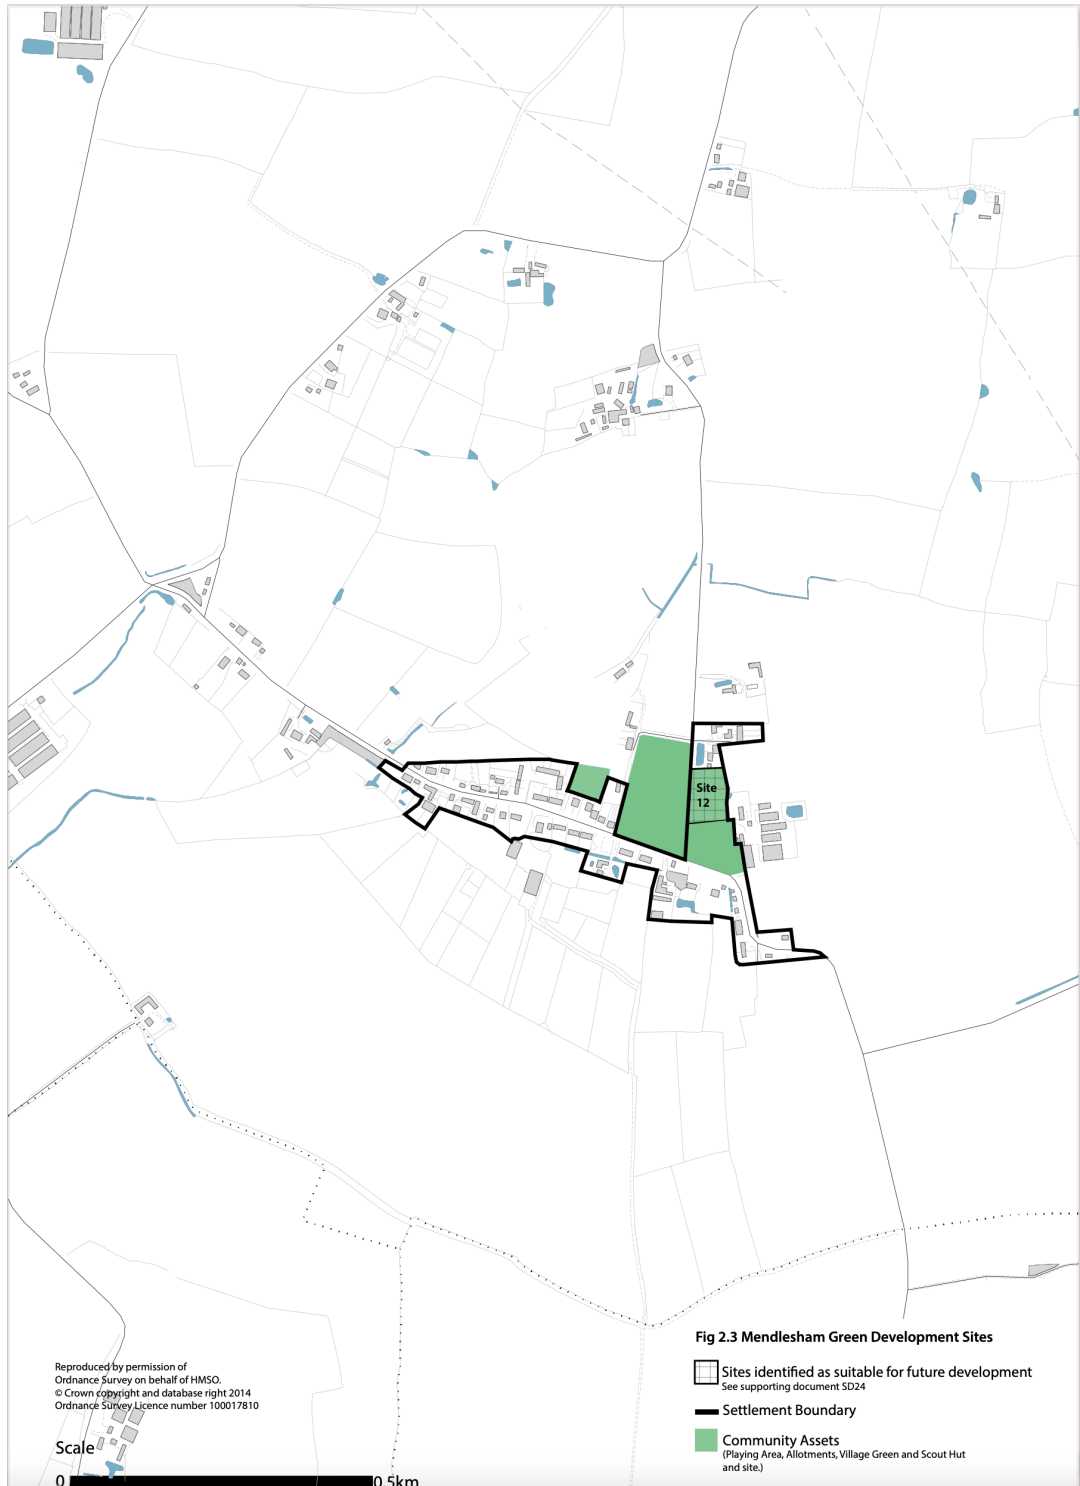 Site
12
Fig 2.3 Mendlesham Green Development Sites
Sites identified as suitable for future development
See supporting document SD24
Settlement Boundary
Community Assets
(Playing Area, Allotments, Village Green and Scout Hut
and site.)
Reproduced by permission of
Ordnance Survey on behalf of HMSO.
© Crown copyright and database right 2014
Ordnance Survey Licence number 100017810
Scale
0 0.5km